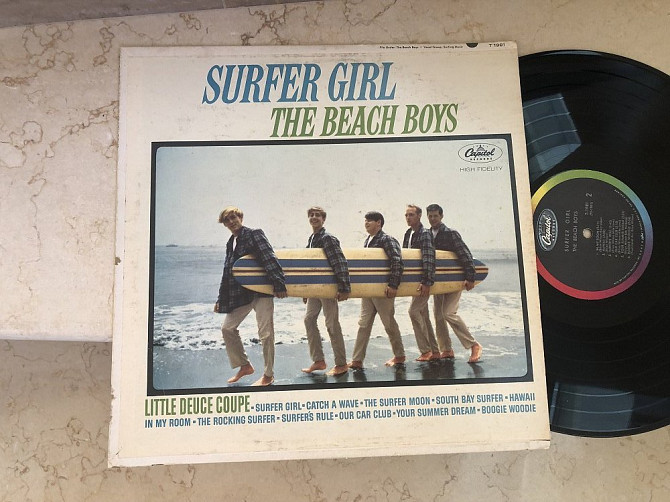 T 1981
SURFER GIRL
THE BEACH BOYS
Capitol
RECORDS
HIGH FIDELITY
LITTLE DEUCE COUPE • SURFER GIRL • CATCH A WAVE • THE SURFER MOON • SOUTH BAY SURFER • HAWAII
IN MY ROOM • THE ROCKING SURFER • SURFER'S RULE • OUR CAR CLUB • YOUR SUMMER DREAM • BOOGIE WOODIE
Capitol
2
SURFER GIRL
THE BEACH BOYS